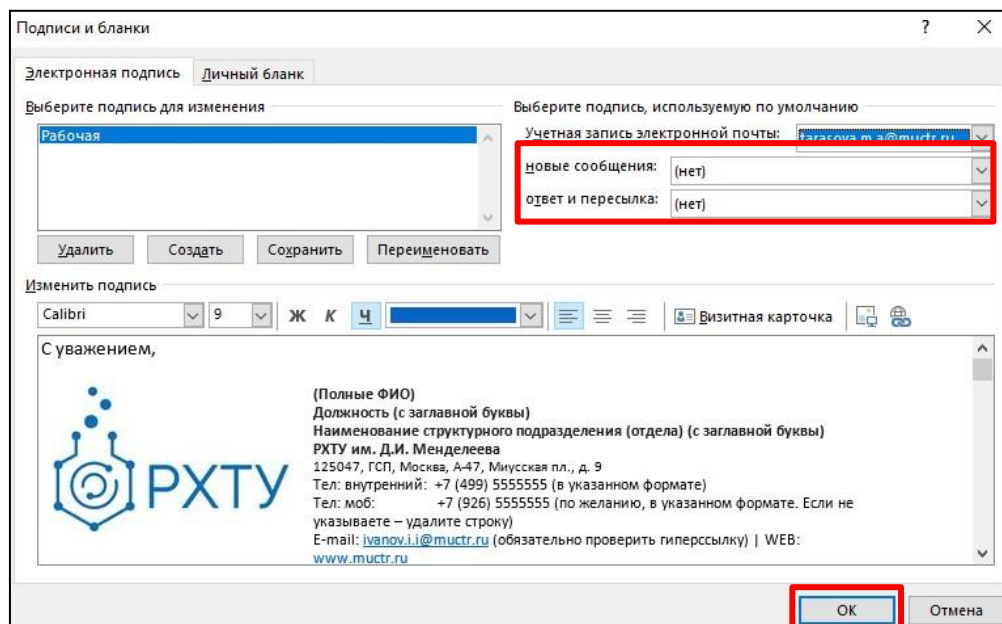 Подписи и бланки ?
Электронная подпись Личный бланк
Выберите подпись для изменения
Рабочая
Удалить Создать Сохранить Переименовать
Выберите подпись, используемую по умолчанию
Учетная запись электронной почты: tarasova.m.a@muctr.ru
новые сообщения: (нет)
ответ и пересылка: (нет)
Изменить подпись
Calibri 9 Ж К Ч Визитная карточка
С уважением,
РХТУ
(Полные ФИО)
Должность (с заглавной буквы)
Наименование структурного подразделения (отдела) (с заглавной буквы)
РХТУ им. Д.И. Менделеева
125047, ГСП, Москва, А-47, Миусская пл., д. 9
Тел: внутренний: +7 (499) 5555555 (в указанном формате)
Тел: моб: +7 (926) 5555555 (по желанию, в указанном формате. Если не
указываете – удалите строку)
E-mail: ivanov.i.i@muctr.ru (обязательно проверить гиперссылку) | WEB:
www.muctr.ru
ОК Отмена